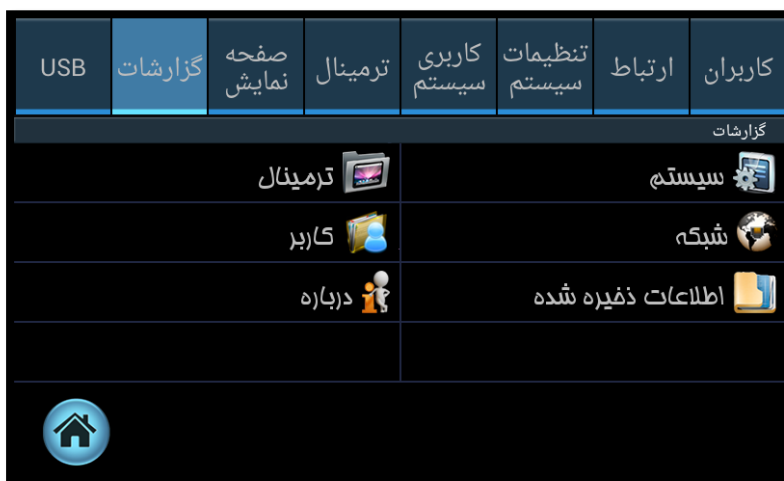 کاربران
ارتباط
تنظیمات
سیستم
کاربری
سیستم
ترمینال
صفحه
نمایش
گزارشات
USB
گزارشات
سیستم
ترمینال
شبکه
کاربر
اطلاعات ذخیره شده
درباره